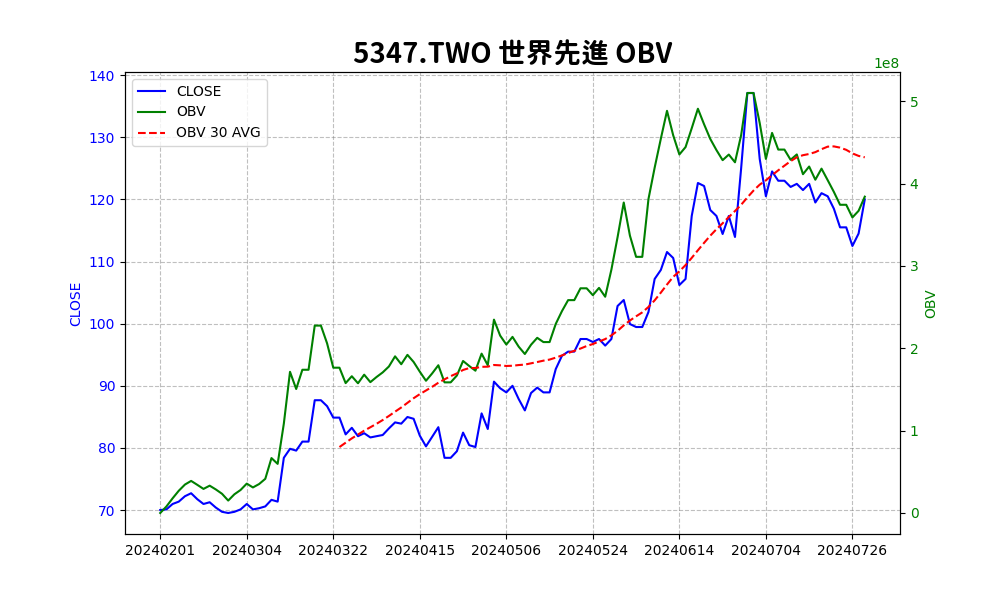 5347.TWO 世界先進 OBV
1e8
CLOSE
OBV
OBV 30 AVG
140
130
120
110
100
90
80
70
CLOSE
5
4
3
2
1
0
OBV
20240201 20240304 20240322 20240415 20240506 20240524 20240614 20240704 20240726